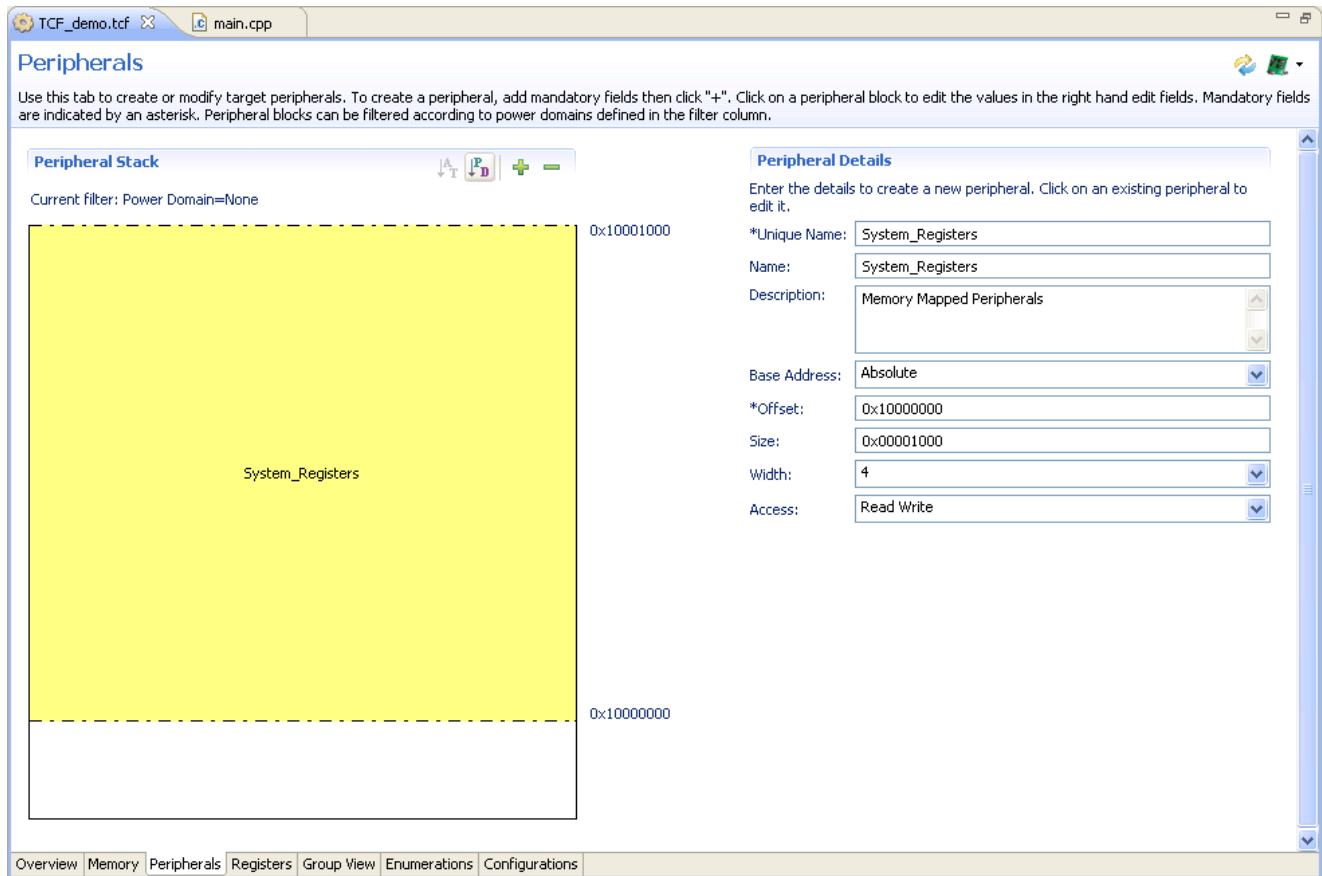 TCF_demo.tcf
main.cpp
Peripherals
Use this tab to create or modify target peripherals. To create a peripheral, add mandatory fields then click "+". Click on a peripheral block to edit the values in the right hand edit fields. Mandatory fields
are indicated by an asterisk. Peripheral blocks can be filtered according to power domains defined in the filter column.
Peripheral Stack
Current filter: Power Domain=None
0x10001000
System_Registers
0x10000000
Peripheral Details
Enter the details to create a new peripheral. Click on an existing peripheral to
edit it.
*Unique Name: System_Registers
Name: System_Registers
Description: Memory Mapped Peripherals
Base Address: Absolute
*Offset: 0x10000000
Size: 0x00001000
Width: 4
Access: Read Write
Overview Memory Peripherals Registers Group View Enumerations Configurations